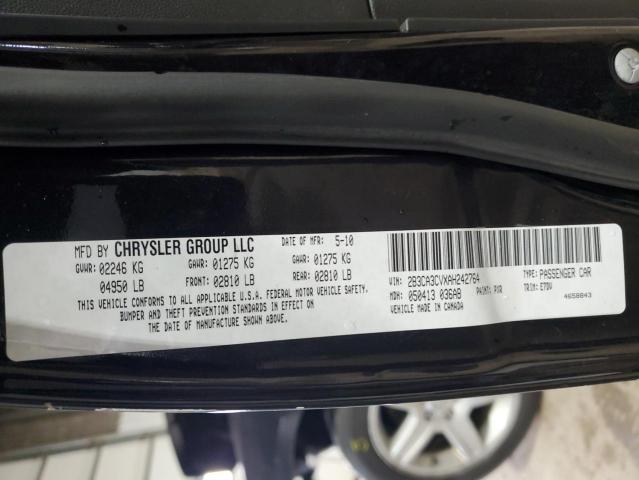 MFD BY CHRYSLER GROUP LLC DATE OF MFR 5-10
GVWR: 02246 KG GAWR: 01275 KG GAWR: 01275 KG
04950 LB FRONT: 02810 LB REAR: 02810 LB
THIS VEHICLE CONFORMS TO ALL APPLICABLE U.S.A. FEDERAL MOTOR VEHICLE SAFETY,
BUMPER AND THEFT PREVENTION STANDARDS IN EFFECT ON
THE DATE OF MANUFACTURE SHOWN ABOVE.
VIN: 2B3CA3CVXAH242764 TYPE: PASSENGER CAR
MDH: 050413 036AB PAINT: PXR TRIM: E7DV
VEHICLE MADE IN CANADA 4658843